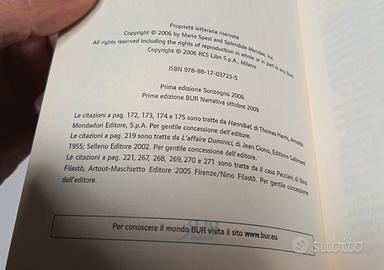 Proprietà letteraria riservata
Copyright © 2006 by Mario Spezi and Splendide Mendax, Inc.
All rights reserved including the rights of reproduction in whole or in part in any form
Copyright © 2006 RCS Libri S.p.A., Milano
ISBN 978-88-17-03723-5
Prima edizione Sonzogno 2006
Prima edizione BUR Narrativa ottobre 2009
Le citazioni a pag. 172, 173, 174 e 175 sono tratte da Hannibal, di Thomas Harris, Arnoldo
Mondadori Editore, S.p.A. Per gentile concessione dell'editore.
Le citazioni a pag. 219 sono tratte da L'affaire Dominici, di Jean Giono, Editions Gallimard
1955; Sellerio Editore 2002. Per gentile concessione dell'editore.
Le citazioni a pag. 221, 267, 268, 269, 270 e 271 sono tratte da Il caso Pacciani, di Nino
Filastò, Artout-Maschietto Editore 2005 Firenze/Nino Filastò. Per gentile concessione
dell'editore.
Per conoscere il mondo BUR visita il sito www.bur.eu
subito